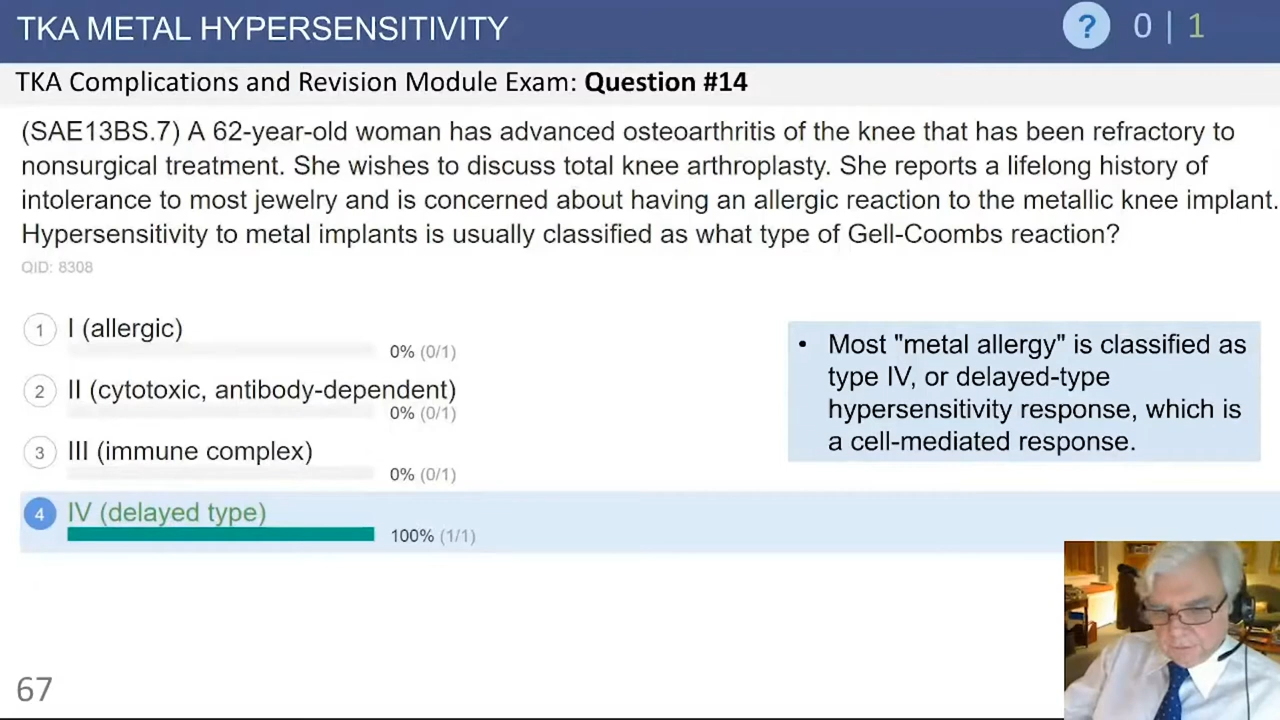 TKA METAL HYPERSENSITIVITY
? 0 | 1
TKA Complications and Revision Module Exam: Question #14
(SAE13BS.7) A 62-year-old woman has advanced osteoarthritis of the knee that has been refractory to
nonsurgical treatment. She wishes to discuss total knee arthroplasty. She reports a lifelong history of
intolerance to most jewelry and is concerned about having an allergic reaction to the metallic knee implant.
Hypersensitivity to metal implants is usually classified as what type of Gell-Coombs reaction?
QID: 8308
1 I (allergic)
0% (0/1)
2 II (cytotoxic, antibody-dependent)
0% (0/1)
3 III (immune complex)
0% (0/1)
4 IV (delayed type)
100% (1/1)
• Most "metal allergy" is classified as
type IV, or delayed-type
hypersensitivity response, which is
a cell-mediated response.
67